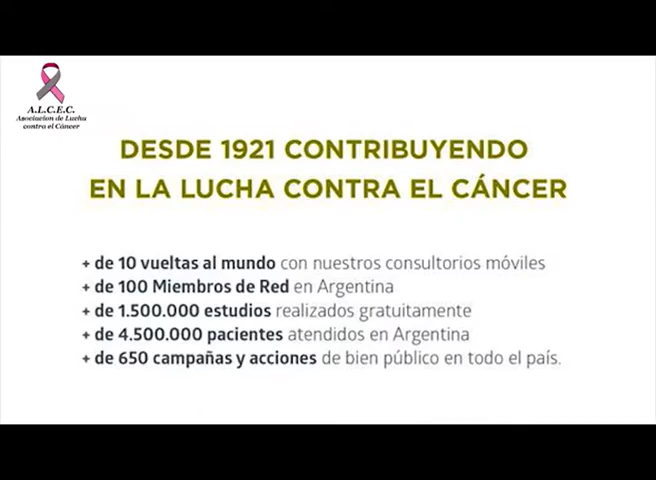 A.L.C.E.C.
Asociacion de Lucha
contra el Cáncer
DESDE 1921 CONTRIBUYENDO
EN LA LUCHA CONTRA EL CÁNCER
+ de 10 vueltas al mundo con nuestros consultorios móviles
+ de 100 Miembros de Red en Argentina
+ de 1.500.000 estudios realizados gratuitamente
+ de 4.500.000 pacientes atendidos en Argentina
+ de 650 campañas y acciones de bien público en todo el país.